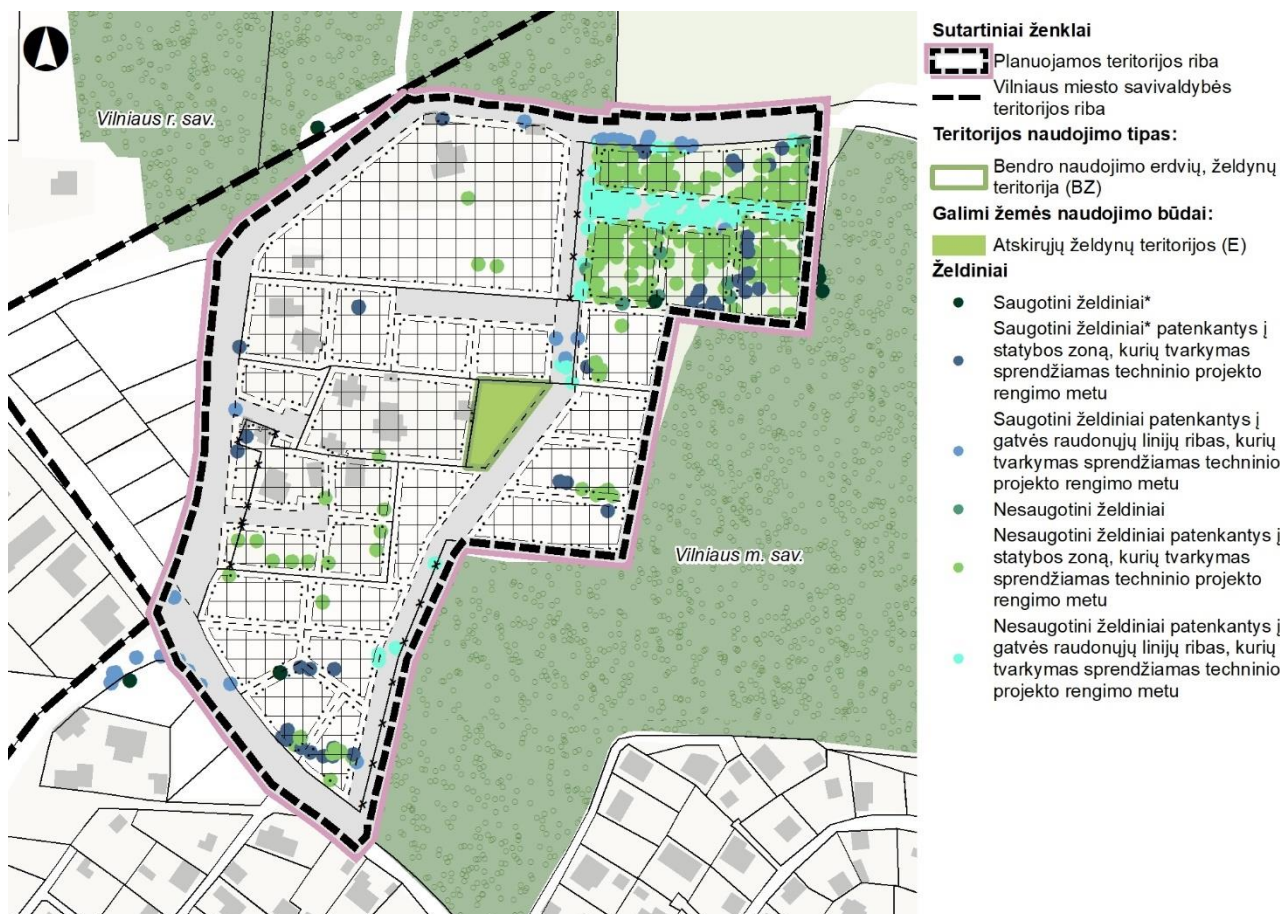 Vilniaus r. sav.
Vilniaus m. sav.
Sutartiniai ženklai
Planuojamos teritorijos riba
Vilniaus miesto savivaldybės
teritorijos riba
Teritorijos naudojimo tipas:
Bendro naudojimo erdvių, želdynų
teritorija (BZ)
Galimi žemės naudojimo būdai:
Atskirųjų želdynų teritorijos (E)
Želdiniai
Saugotini želdiniai*
Saugotini želdiniai* patenkantys į
statybos zoną, kurių tvarkymas
sprendžiamas techninio projekto
rengimo metu
Saugotini želdiniai patenkantys į
gatvės raudonųjų linijų ribas, kurių
tvarkymas sprendžiamas techninio
projekto rengimo metu
Nesaugotini želdiniai
Nesaugotini želdiniai patenkantys į
statybos zoną, kurių tvarkymas
sprendžiamas techninio projekto
rengimo metu
Nesaugotini želdiniai patenkantys į
gatvės raudonųjų linijų ribas, kurių
tvarkymas sprendžiamas techninio
projekto rengimo metu